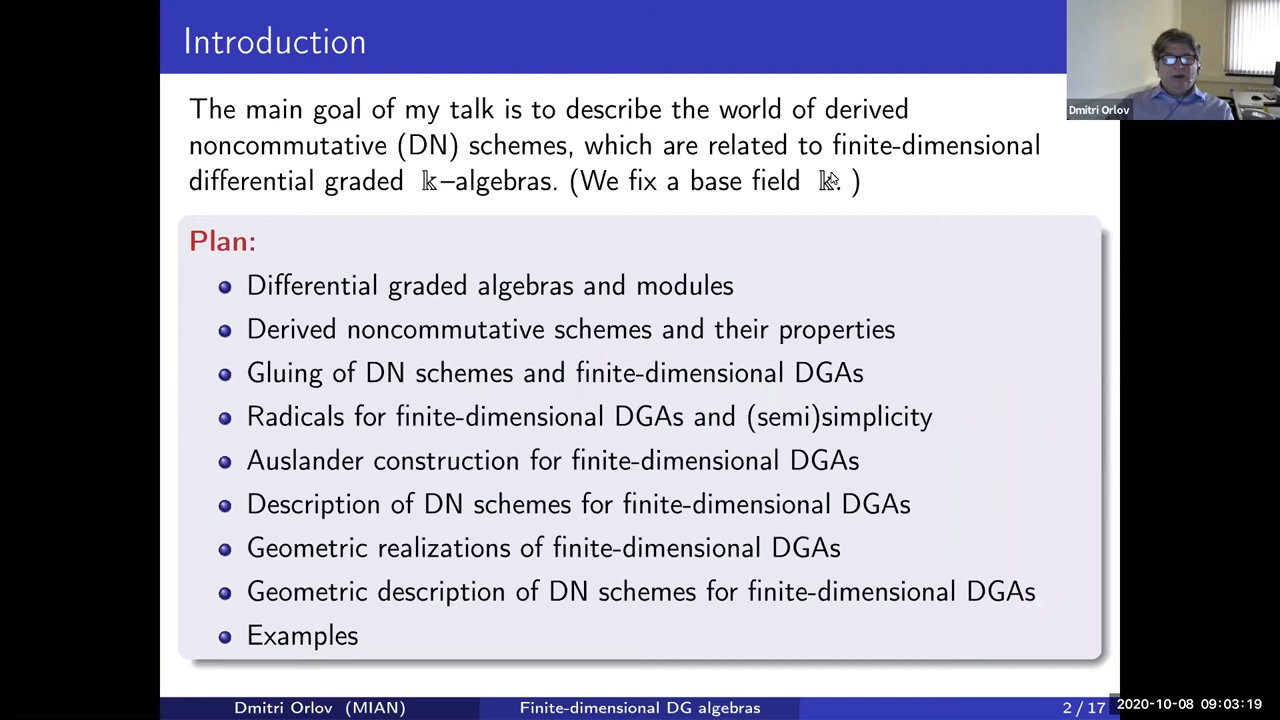 Introduction
Dmitri Orlov
The main goal of my talk is to describe the world of derived
noncommutative (DN) schemes, which are related to finite-dimensional
differential graded 𝕜–algebras. (We fix a base field 𝕜. )
Plan:
Differential graded algebras and modules
Derived noncommutative schemes and their properties
Gluing of DN schemes and finite-dimensional DGAs
Radicals for finite-dimensional DGAs and (semi)simplicity
Auslander construction for finite-dimensional DGAs
Description of DN schemes for finite-dimensional DGAs
Geometric realizations of finite-dimensional DGAs
Geometric description of DN schemes for finite-dimensional DGAs
Examples
Dmitri Orlov (MIAN) Finite-dimensional DG algebras 2 / 17 2020-10-08 09:03:19